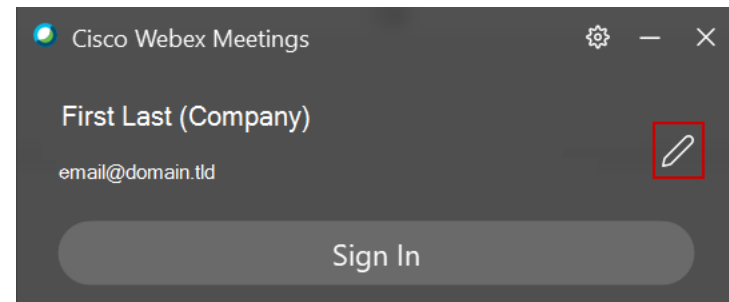 Cisco Webex Meetings
First Last (Company)
email@domain.tld
Sign In